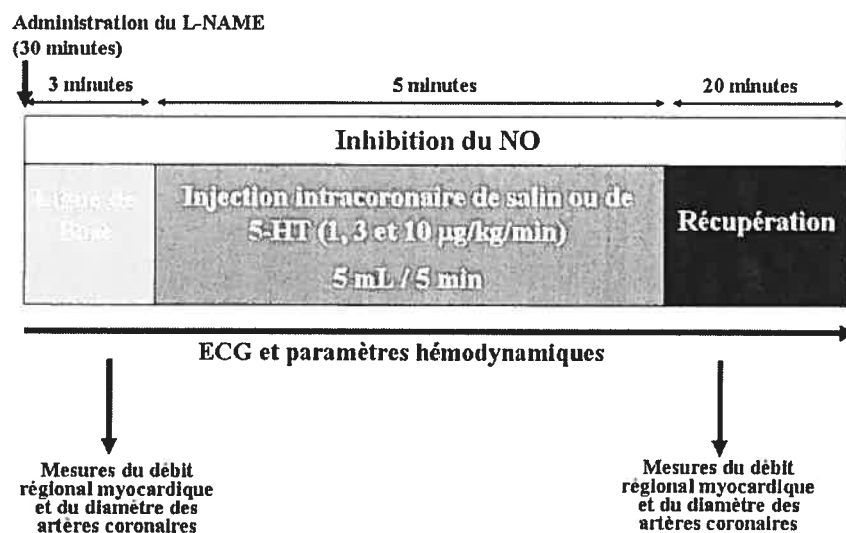 Administration du L-NAME
(30 minutes)
3 minutes
5 minutes
20 minutes
Inhibition du NO
Ligne de
Base
Injection intracoronaire de salin ou de
5-HT (1, 3 et 10 µg/kg/min)
5 mL / 5 min
Récupération
ECG et paramètres hémodynamiques
Mesures du débit
régional myocardique
et du diamètre des
artères coronaires
Mesures du débit
régional myocardique
et du diamètre des
artères coronaires